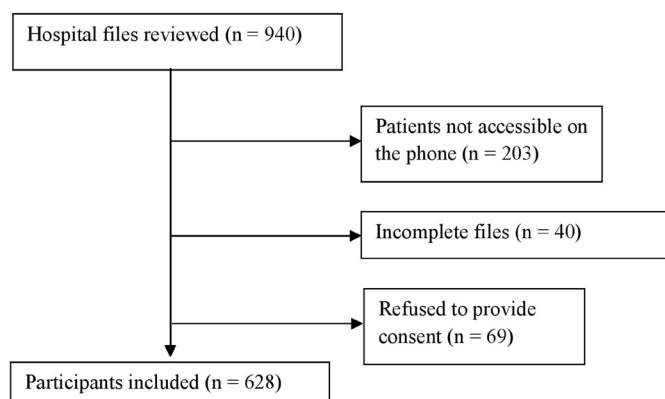 Hospital files reviewed (n = 940)
Patients not accessible on
the phone (n = 203)
Incomplete files (n = 40)
Refused to provide
consent (n = 69)
Participants included (n = 628)